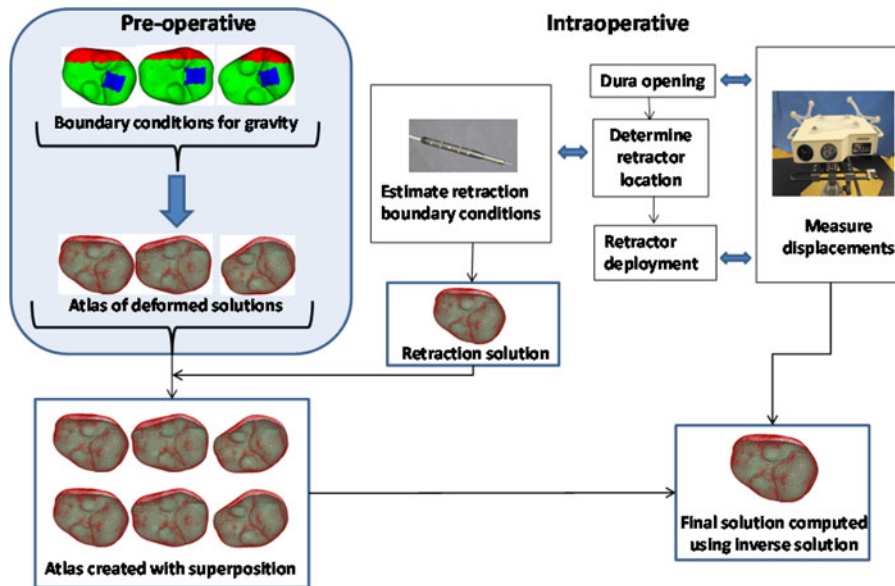 Pre-operative
Intraoperative
Boundary conditions for gravity
Atlas of deformed solutions
Estimate retraction
boundary conditions
Dura opening
Determine
retractor
location
Retractor
deployment
Measure
displacements
Retraction solution
Atlas created with superposition
Final solution computed
using inverse solution